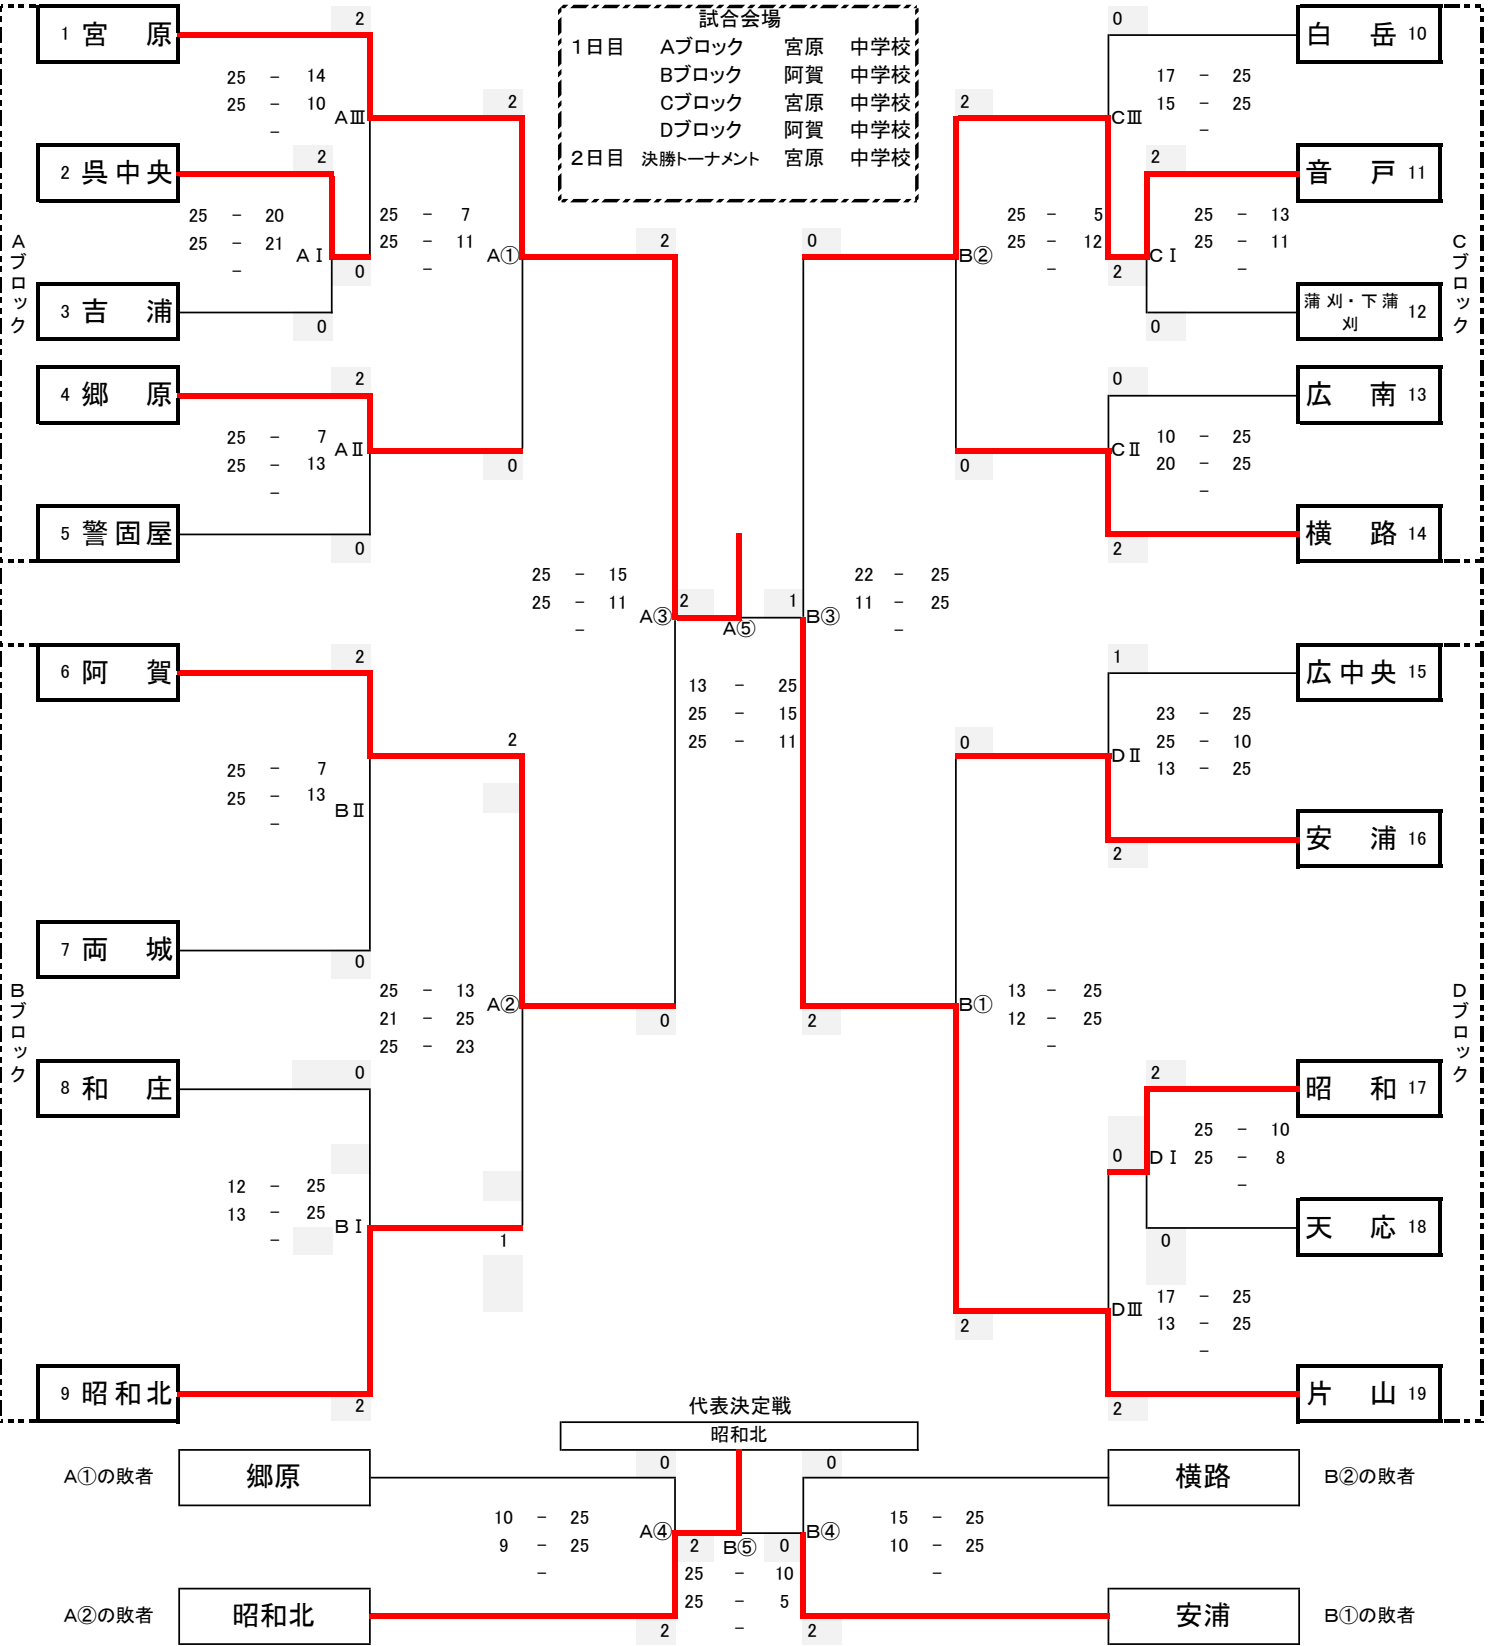 試合会場
1日目 Aブロック 宮原 中学校
Bブロック 阿賀 中学校
Cブロック 宮原 中学校
Dブロック 阿賀 中学校
2日目 決勝トーナメント 宮原 中学校
Aブロック
1 宮 原
2
25 - 14
25 - 10
-
AⅢ
2
2 呉中央
2
25 - 20
25 - 21
-
AⅠ
0
3 吉 浦
0
25 - 7
25 - 11
-
A①
2
4 郷 原
2
25 - 7
25 - 13
-
AⅡ
0
5 警固屋
0
Bブロック
6 阿 賀
2
25 - 7
25 - 13
-
BⅡ
2
7 両 城
0
25 - 13
21 - 25
25 - 23
A②
0
8 和 庄
0
12 - 25
13 - 25
-
BⅠ
1
9 昭和北
2
25 - 15
25 - 11
-
A③
2
A⑤
1
13 - 25
25 - 15
25 - 11
B③
22 - 25
11 - 25
-
Cブロック
0
白 岳 10
17 - 25
15 - 25
-
CⅢ
2
2
音 戸 11
25 - 13
25 - 11
-
CⅠ
2
0
蒲刈・下蒲
刈
12
0
25 - 5
25 - 12
-
B②
0
広 南 13
10 - 25
20 - 25
-
CⅡ
0
2
横 路 14
Dブロック
1
広中央 15
23 - 25
25 - 10
13 - 25
DⅡ
0
2
安 浦 16
13 - 25
12 - 25
-
B①
2
2
昭 和 17
25 - 10
25 - 8
-
DⅠ
0
0
天 応 18
17 - 25
13 - 25
-
DⅢ
2
2
片 山 19
代表決定戦
昭和北
A①の敗者 郷原
0
10 - 25
9 - 25
-
A④
2
A②の敗者 昭和北
2
B⑤
25 - 10
25 - 5
-
0
横路 B②の敗者
15 - 25
10 - 25
-
B④
0
2
安浦 B①の敗者